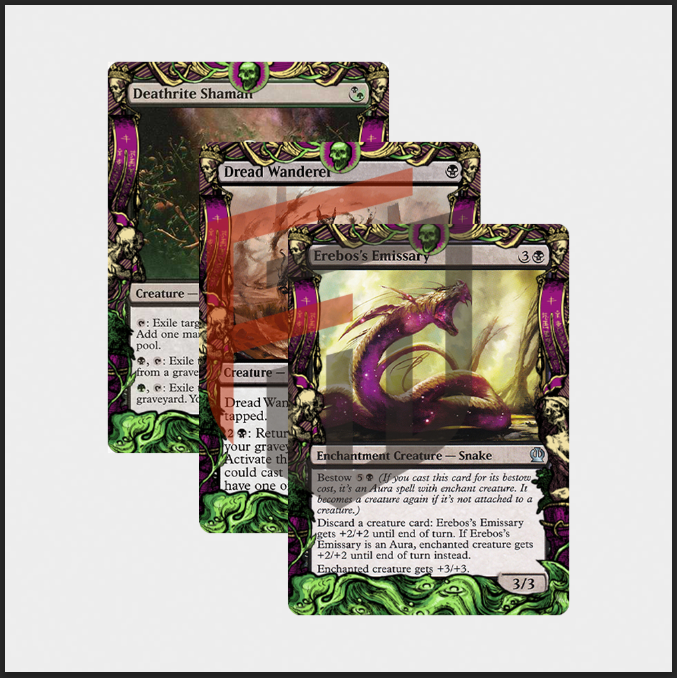 Deathrite Shaman
Creature —
: Exile targ
Add one ma
pool.
, : Exile
from a grave
, : Exile
graveyard. Yo
Dread Wanderer
Creature —
Dread Wan
tapped.
2 : Retur
your gravey
Activate th
could cast
have one o
Erebos's Emissary
3
Enchantment Creature — Snake
Bestow 5 (If you cast this card for its bestow
cost, it's an Aura spell with enchant creature. It
becomes a creature again if it's not attached to a
creature.)
Discard a creature card: Erebos's Emissary
gets +2/+2 until end of turn. If Erebos's
Emissary is an Aura, enchanted creature gets
+2/+2 until end of turn instead.
Enchanted creature gets +3/+3.
3/3